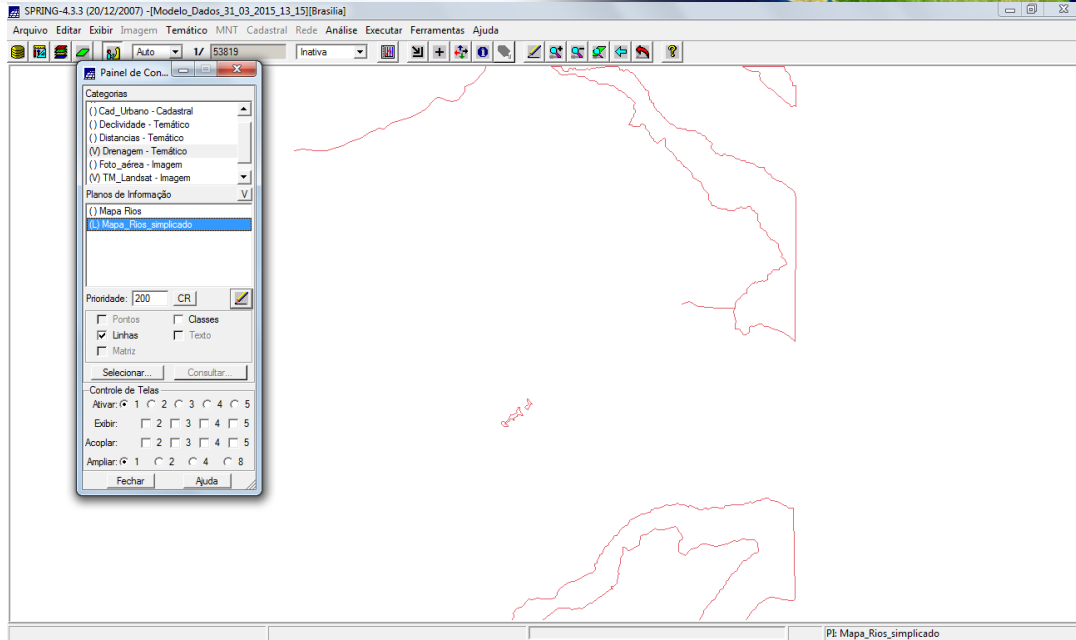 SPRING-4.3.3 (20/12/2007) -[Modelo_Dados_31_03_2015_13_15][Brasilia]
Arquivo Editar Exibir Imagem Temático MNT Cadastral Rede Análise Executar Ferramentas Ajuda
Auto 1/ 53819 Inativa
Painel de Con...
Categorias
() Cad_Urbano - Cadastral
() Declividade - Temático
() Distancias - Temático
(V) Drenagem - Temático
() Foto_aérea - Imagem
(V) TM_Landsat - Imagem
Planos de Informação V
() Mapa Rios
(L) Mapa_Rios_simplicado
Prioridade: 200 CR
Pontos Classes
Linhas Texto
Matriz
Selecionar... Consultar...
Controle de Telas
Ativar: 1 2 3 4 5
Exibir: 2 3 4 5
Acoplar: 2 3 4 5
Ampliar: 1 2 4 8
Fechar Ajuda
PI: Mapa_Rios_simplicado